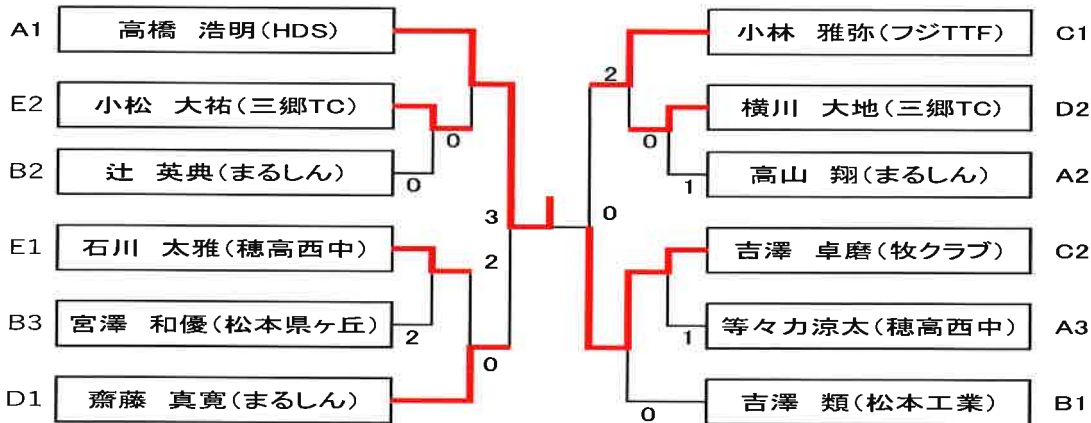 A1 高橋 浩明(HDS)
E2 小松 大祐(三郷TC)
0
B2 辻 英典(まるしん)
0
3
E1 石川 太雅(穂高西中)
2
B3 宮澤 和優(松本県ヶ丘)
2
0
D1 齋藤 真寛(まるしん)
小林 雅弥(フジTTF) C1
2
横川 大地(三郷TC) D2
0
高山 翔(まるしん) A2
1
0
吉澤 卓磨(牧クラブ) C2
等々力涼太(穂高西中) A3
1
吉澤 類(松本工業) B1
0